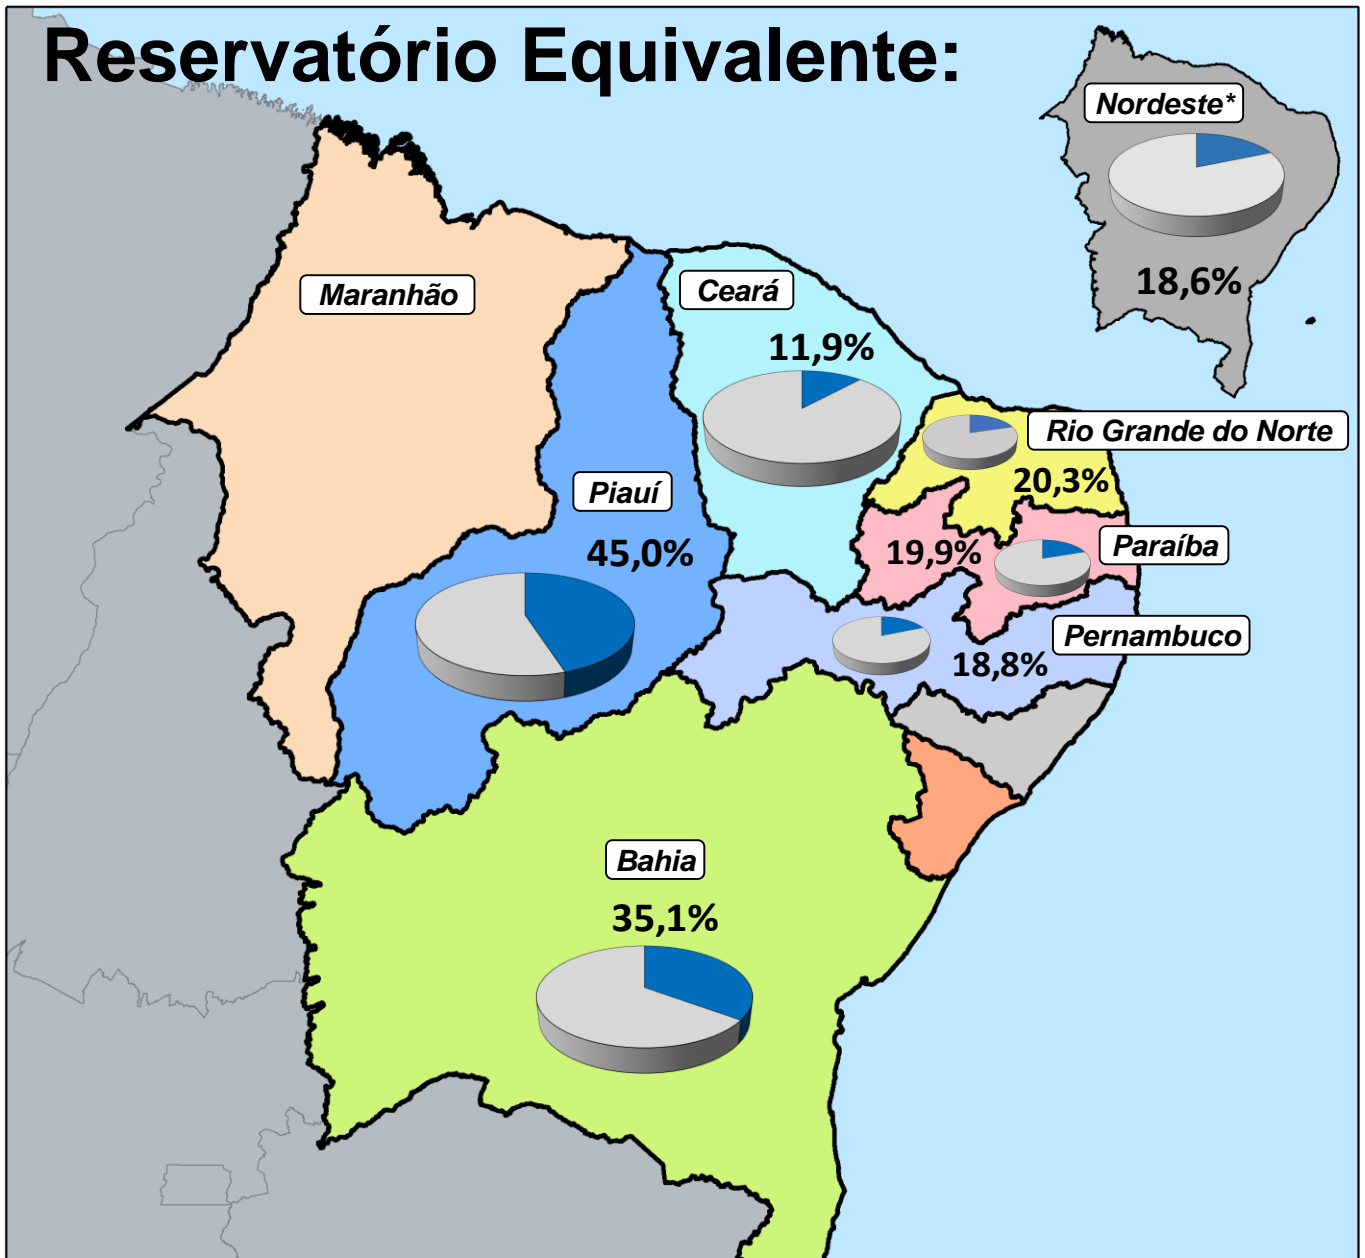 Reservatório Equivalente:
Nordeste*
18,6%
Maranhão
Ceará
11,9%
Rio Grande do Norte
20,3%
Piauí
45,0%
19,9%
Paraíba
Pernambuco
18,8%
Bahia
35,1%